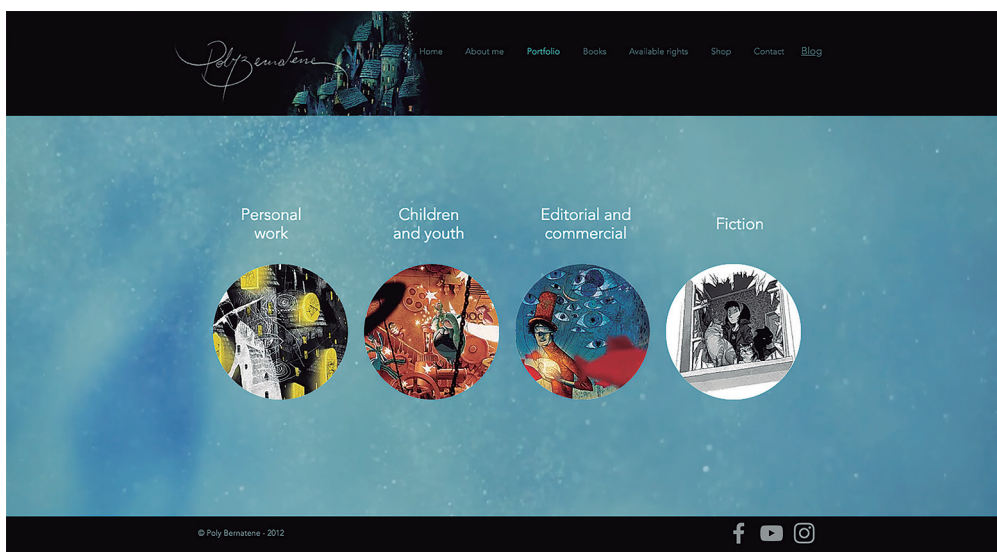 Poly Bernatene
Home About me Portfolio Books Available rights Shop Contact Blog
Personal
work
Children
and youth
Editorial and
commercial
Fiction
© Poly Bernatene - 2012